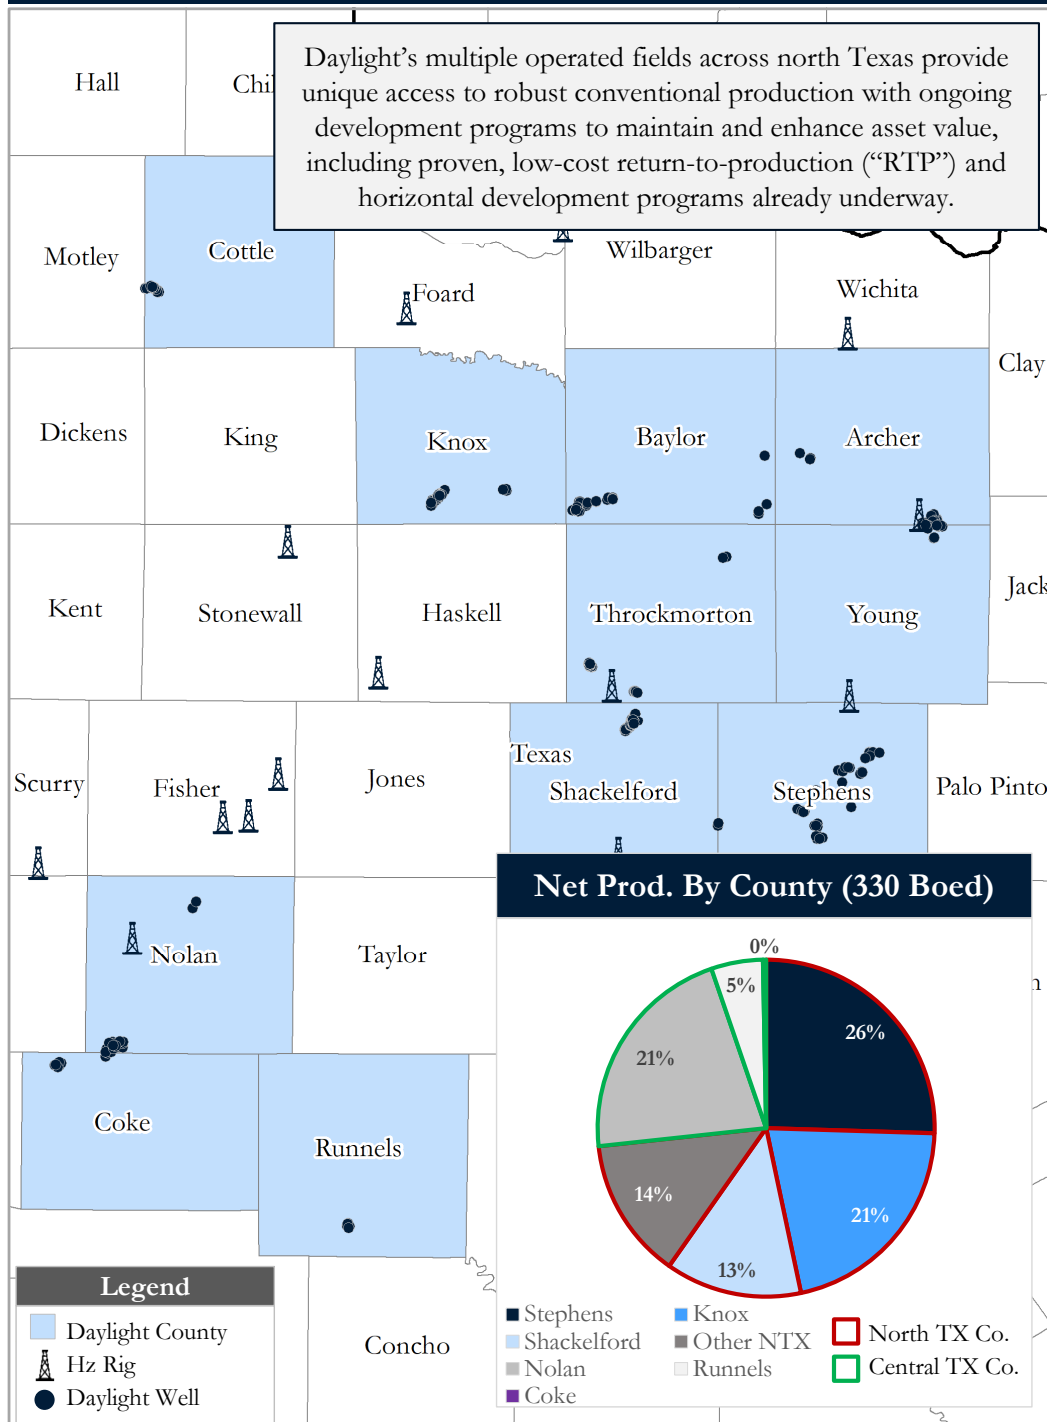 Daylight’s multiple operated fields across north Texas provide
unique access to robust conventional production with ongoing
development programs to maintain and enhance asset value,
including proven, low-cost return-to-production (“RTP”) and
horizontal development programs already underway.
Hall
Motley
Cottle
Foard
Wilbarger
Wichita
Clay
Dickens
King
Knox
Baylor
Archer
Kent
Stonewall
Haskell
Throckmorton
Young
Jack
Scurry
Fisher
Jones
Texas
Shackelford
Stephens
Palo Pinto
Nolan
Taylor
Coke
Runnels
Concho
Net Prod. By County (330 Boed)
0%
5%
26%
21%
14%
13%
21%
Stephens
Knox
Shackelford
Other NTX
Nolan
Runnels
Coke
North TX Co.
Central TX Co.
Legend
Daylight County
Hz Rig
Daylight Well